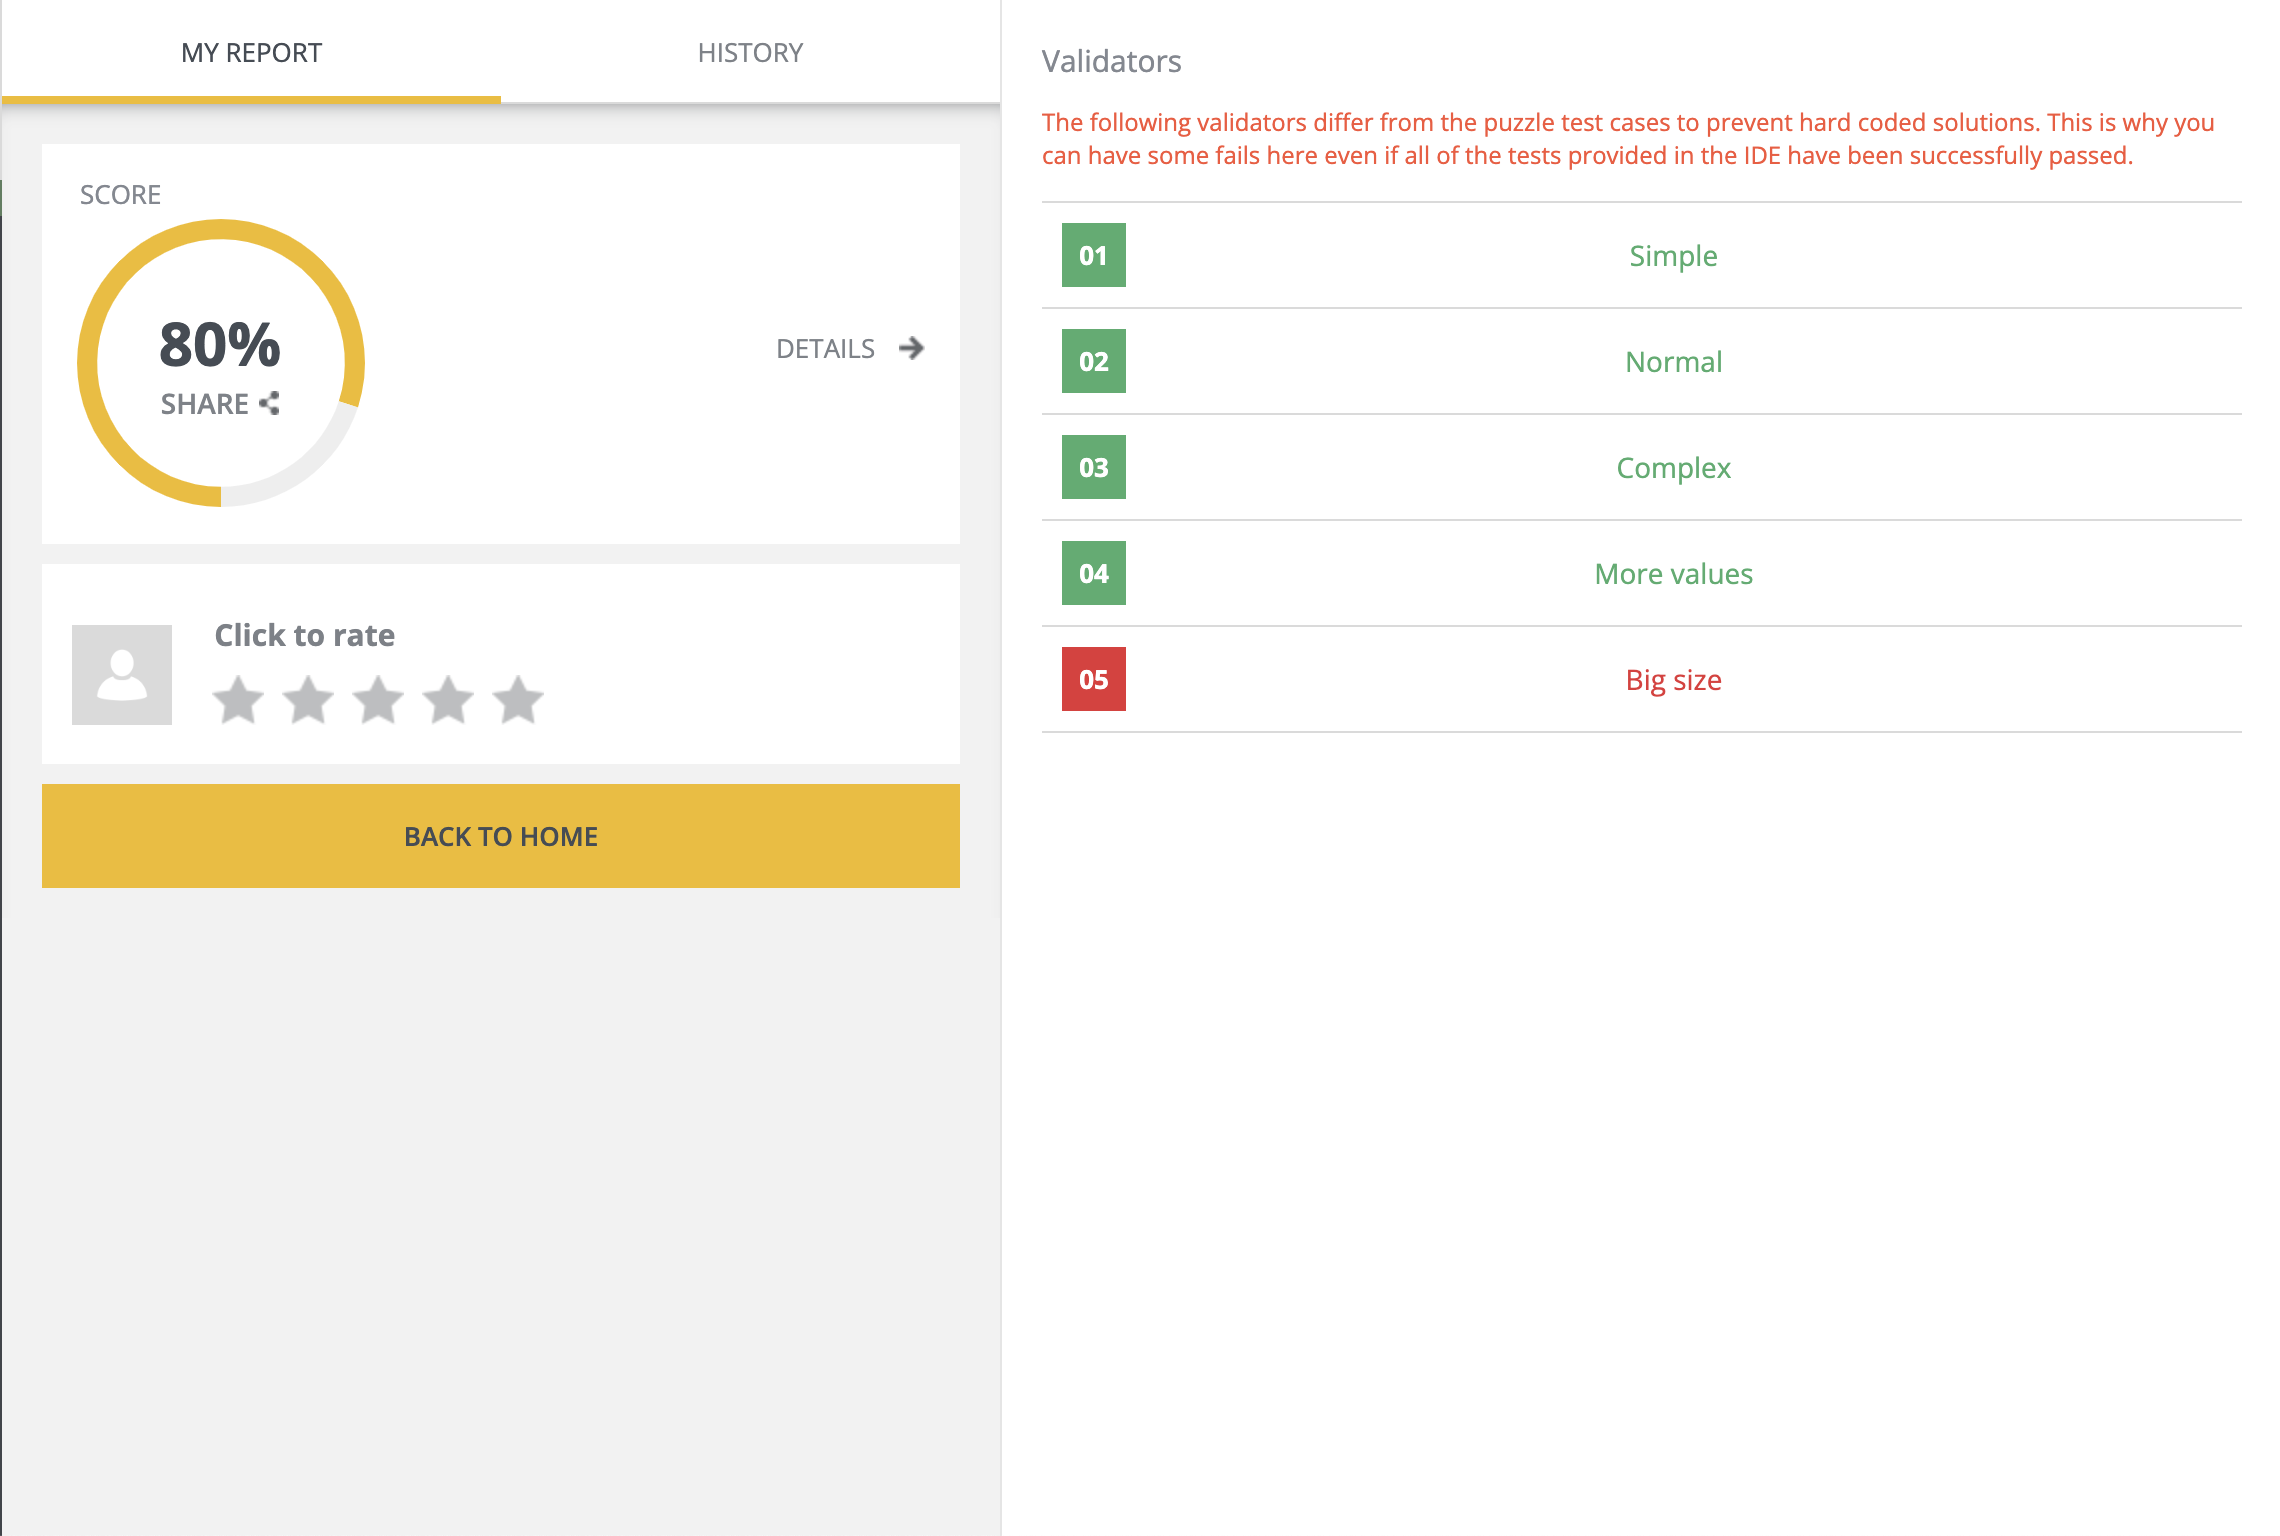 MY REPORT
HISTORY
SCORE
80%
SHARE
DETAILS
Click to rate
BACK TO HOME
Validators
The following validators differ from the puzzle test cases to prevent hard coded solutions. This is why you
can have some fails here even if all of the tests provided in the IDE have been successfully passed.
01 Simple
02 Normal
03 Complex
04 More values
05 Big size